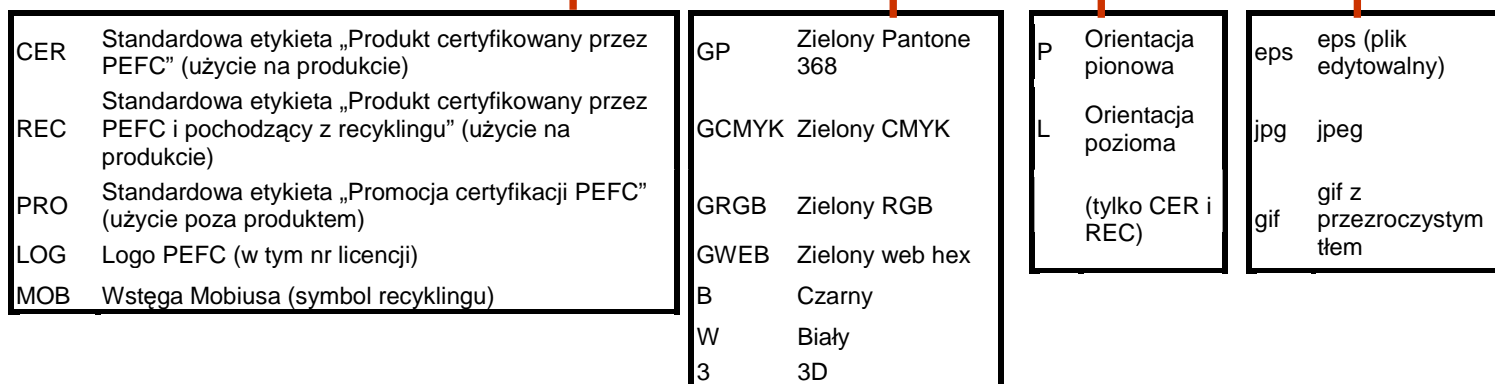 CER
Standardowa etykieta „Produkt certyfikowany przez
PEFC” (użycie na produkcie)
REC
Standardowa etykieta „Produkt certyfikowany przez
PEFC i pochodzący z recyklingu” (użycie na
produkcie)
PRO
Standardowa etykieta „Promocja certyfikacji PEFC”
(użycie poza produktem)
LOG Logo PEFC (w tym nr licencji)
MOB Wstęga Mobiusa (symbol recyklingu)
GP
Zielony Pantone
368
GCMYK Zielony CMYK
GRGB Zielony RGB
GWEB Zielony web hex
B Czarny
W Biały
3 3D
P
Orientacja
pionowa
L
Orientacja
pozioma
(tylko CER i
REC)
eps
eps (plik
edytowalny)
jpg jpeg
gif
gif z
przezroczystym
tłem